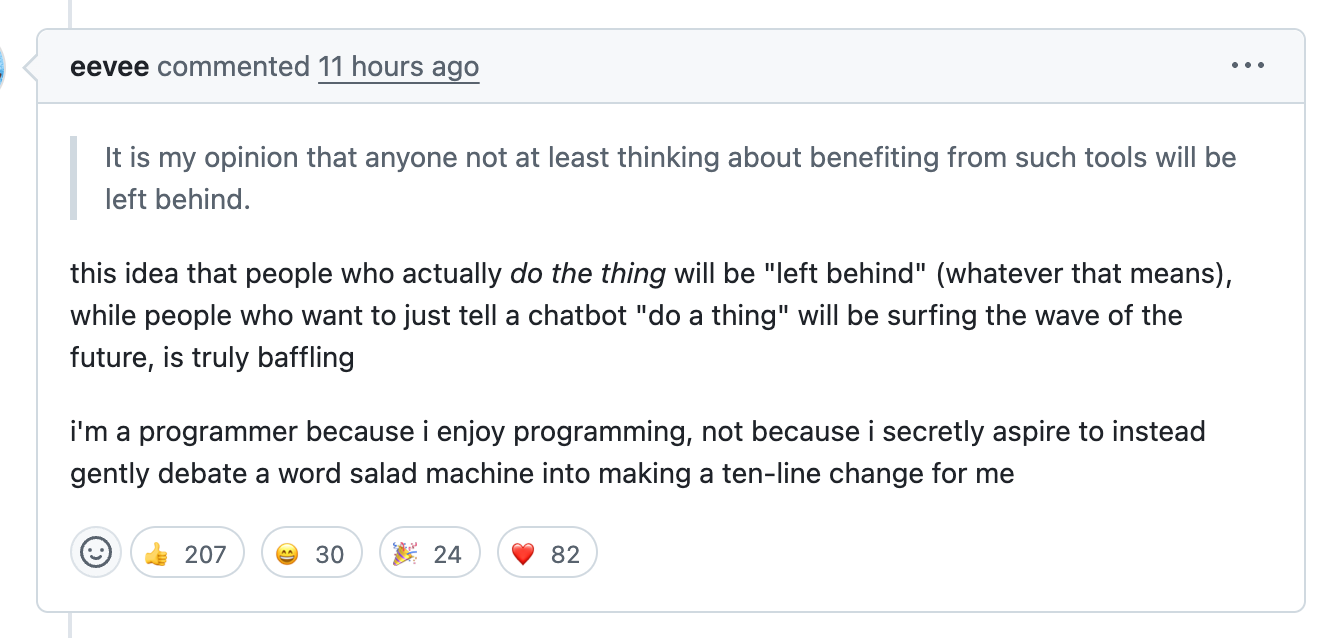 eevee commented 11 hours ago
It is my opinion that anyone not at least thinking about benefiting from such tools will be
left behind.
this idea that people who actually do the thing will be "left behind" (whatever that means),
while people who want to just tell a chatbot "do a thing" will be surfing the wave of the
future, is truly baffling
i'm a programmer because i enjoy programming, not because i secretly aspire to instead
gently debate a word salad machine into making a ten-line change for me
👍 207 😄 30 🎉 24 ❤️ 82